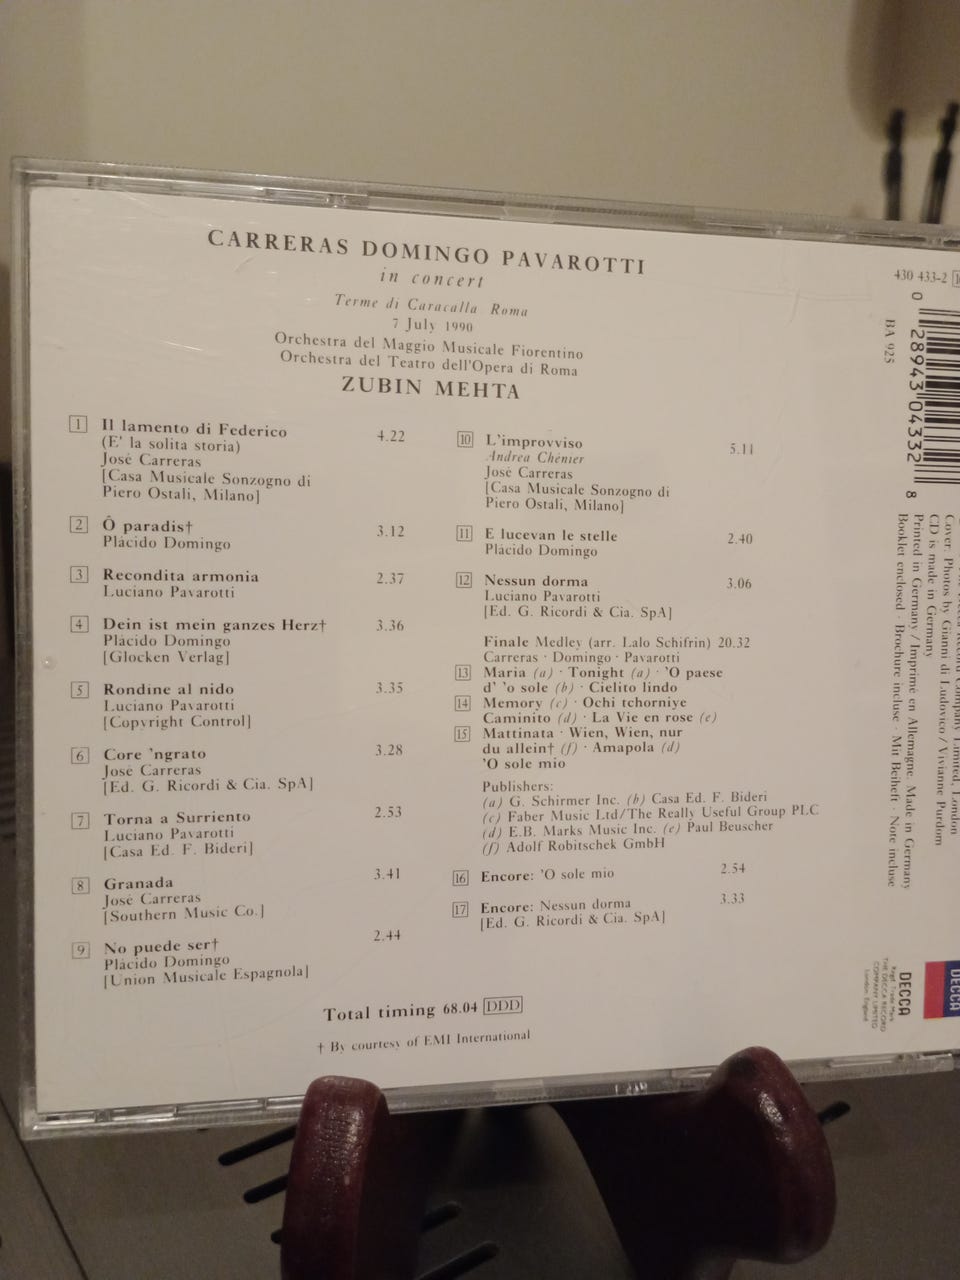 CARRERAS DOMINGO PAVAROTTI
in concert
Terme di Caracalla Roma
7 July 1990
Orchestra del Maggio Musicale Fiorentino
Orchestra del Teatro dell'Opera di Roma
ZUBIN MEHTA
1 Il lamento di Federico 4.22
(E' la solita storia)
José Carreras
[Casa Musicale Sonzogno di
Piero Ostali, Milano]
2 Ô paradis† 3.12
Plácido Domingo
3 Recondita armonia 2.37
Luciano Pavarotti
4 Dein ist mein ganzes Herz† 3.36
Plácido Domingo
[Glocken Verlag]
5 Rondine al nido 3.35
Luciano Pavarotti
[Copyright Control]
6 Core 'ngrato 3.28
José Carreras
[Ed. G. Ricordi & Cia. SpA]
7 Torna a Surriento 2.53
Luciano Pavarotti
[Casa Ed. F. Bideri]
8 Granada 3.41
José Carreras
[Southern Music Co.]
9 No puede ser† 2.44
Plácido Domingo
[Union Musicale Espagnola]
10 L'improvviso 5.11
Andrea Chénier
José Carreras
[Casa Musicale Sonzogno di
Piero Ostali, Milano]
11 E lucevan le stelle 2.40
Plácido Domingo
12 Nessun dorma 3.06
Luciano Pavarotti
[Ed. G. Ricordi & Cia. SpA]
Finale Medley (arr. Lalo Schifrin) 20.32
Carreras · Domingo · Pavarotti
13 Maria (a) · Tonight (a) · 'O paese
d' 'o sole (b) · Cielito lindo
14 Memory (c) · Ochi tchorniye
Caminito (d) · La Vie en rose (e)
15 Mattinata · Wien, Wien, nur
du allein† (f) · Amapola (d)
'O sole mio
Publishers:
(a) G. Schirmer Inc. (b) Casa Ed. F. Bideri
(c) Faber Music Ltd/The Really Useful Group PLC
(d) E.B. Marks Music Inc. (e) Paul Beuscher
(f) Adolf Robitschek GmbH
16 Encore: 'O sole mio 2.54
17 Encore: Nessun dorma 3.33
[Ed. G. Ricordi & Cia. SpA]
Total timing 68.04 DDD
† By courtesy of EMI International
430 433-2
0 28943 04332 8
BA 925
Record Company Limited, London
Cover: Photos by Gianni di Ludovico / Vivianne Purdom
CD is made in Germany
Printed in Germany / Imprimé en Allemagne. Made in Germany
Booklet enclosed · Brochure incluse · Mit Beiheft · Note incluse
DECCA
DECCA
Regd. Trade Mark
THE DECCA RECORD
COMPANY LIMITED
London, England